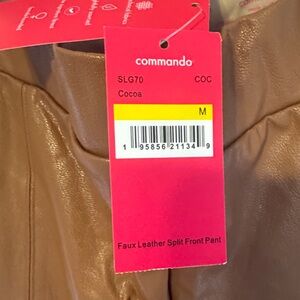 commando
SLG70 COC
Cocoa
M
1 95856 21134 9
Faux Leather Split Front Pant